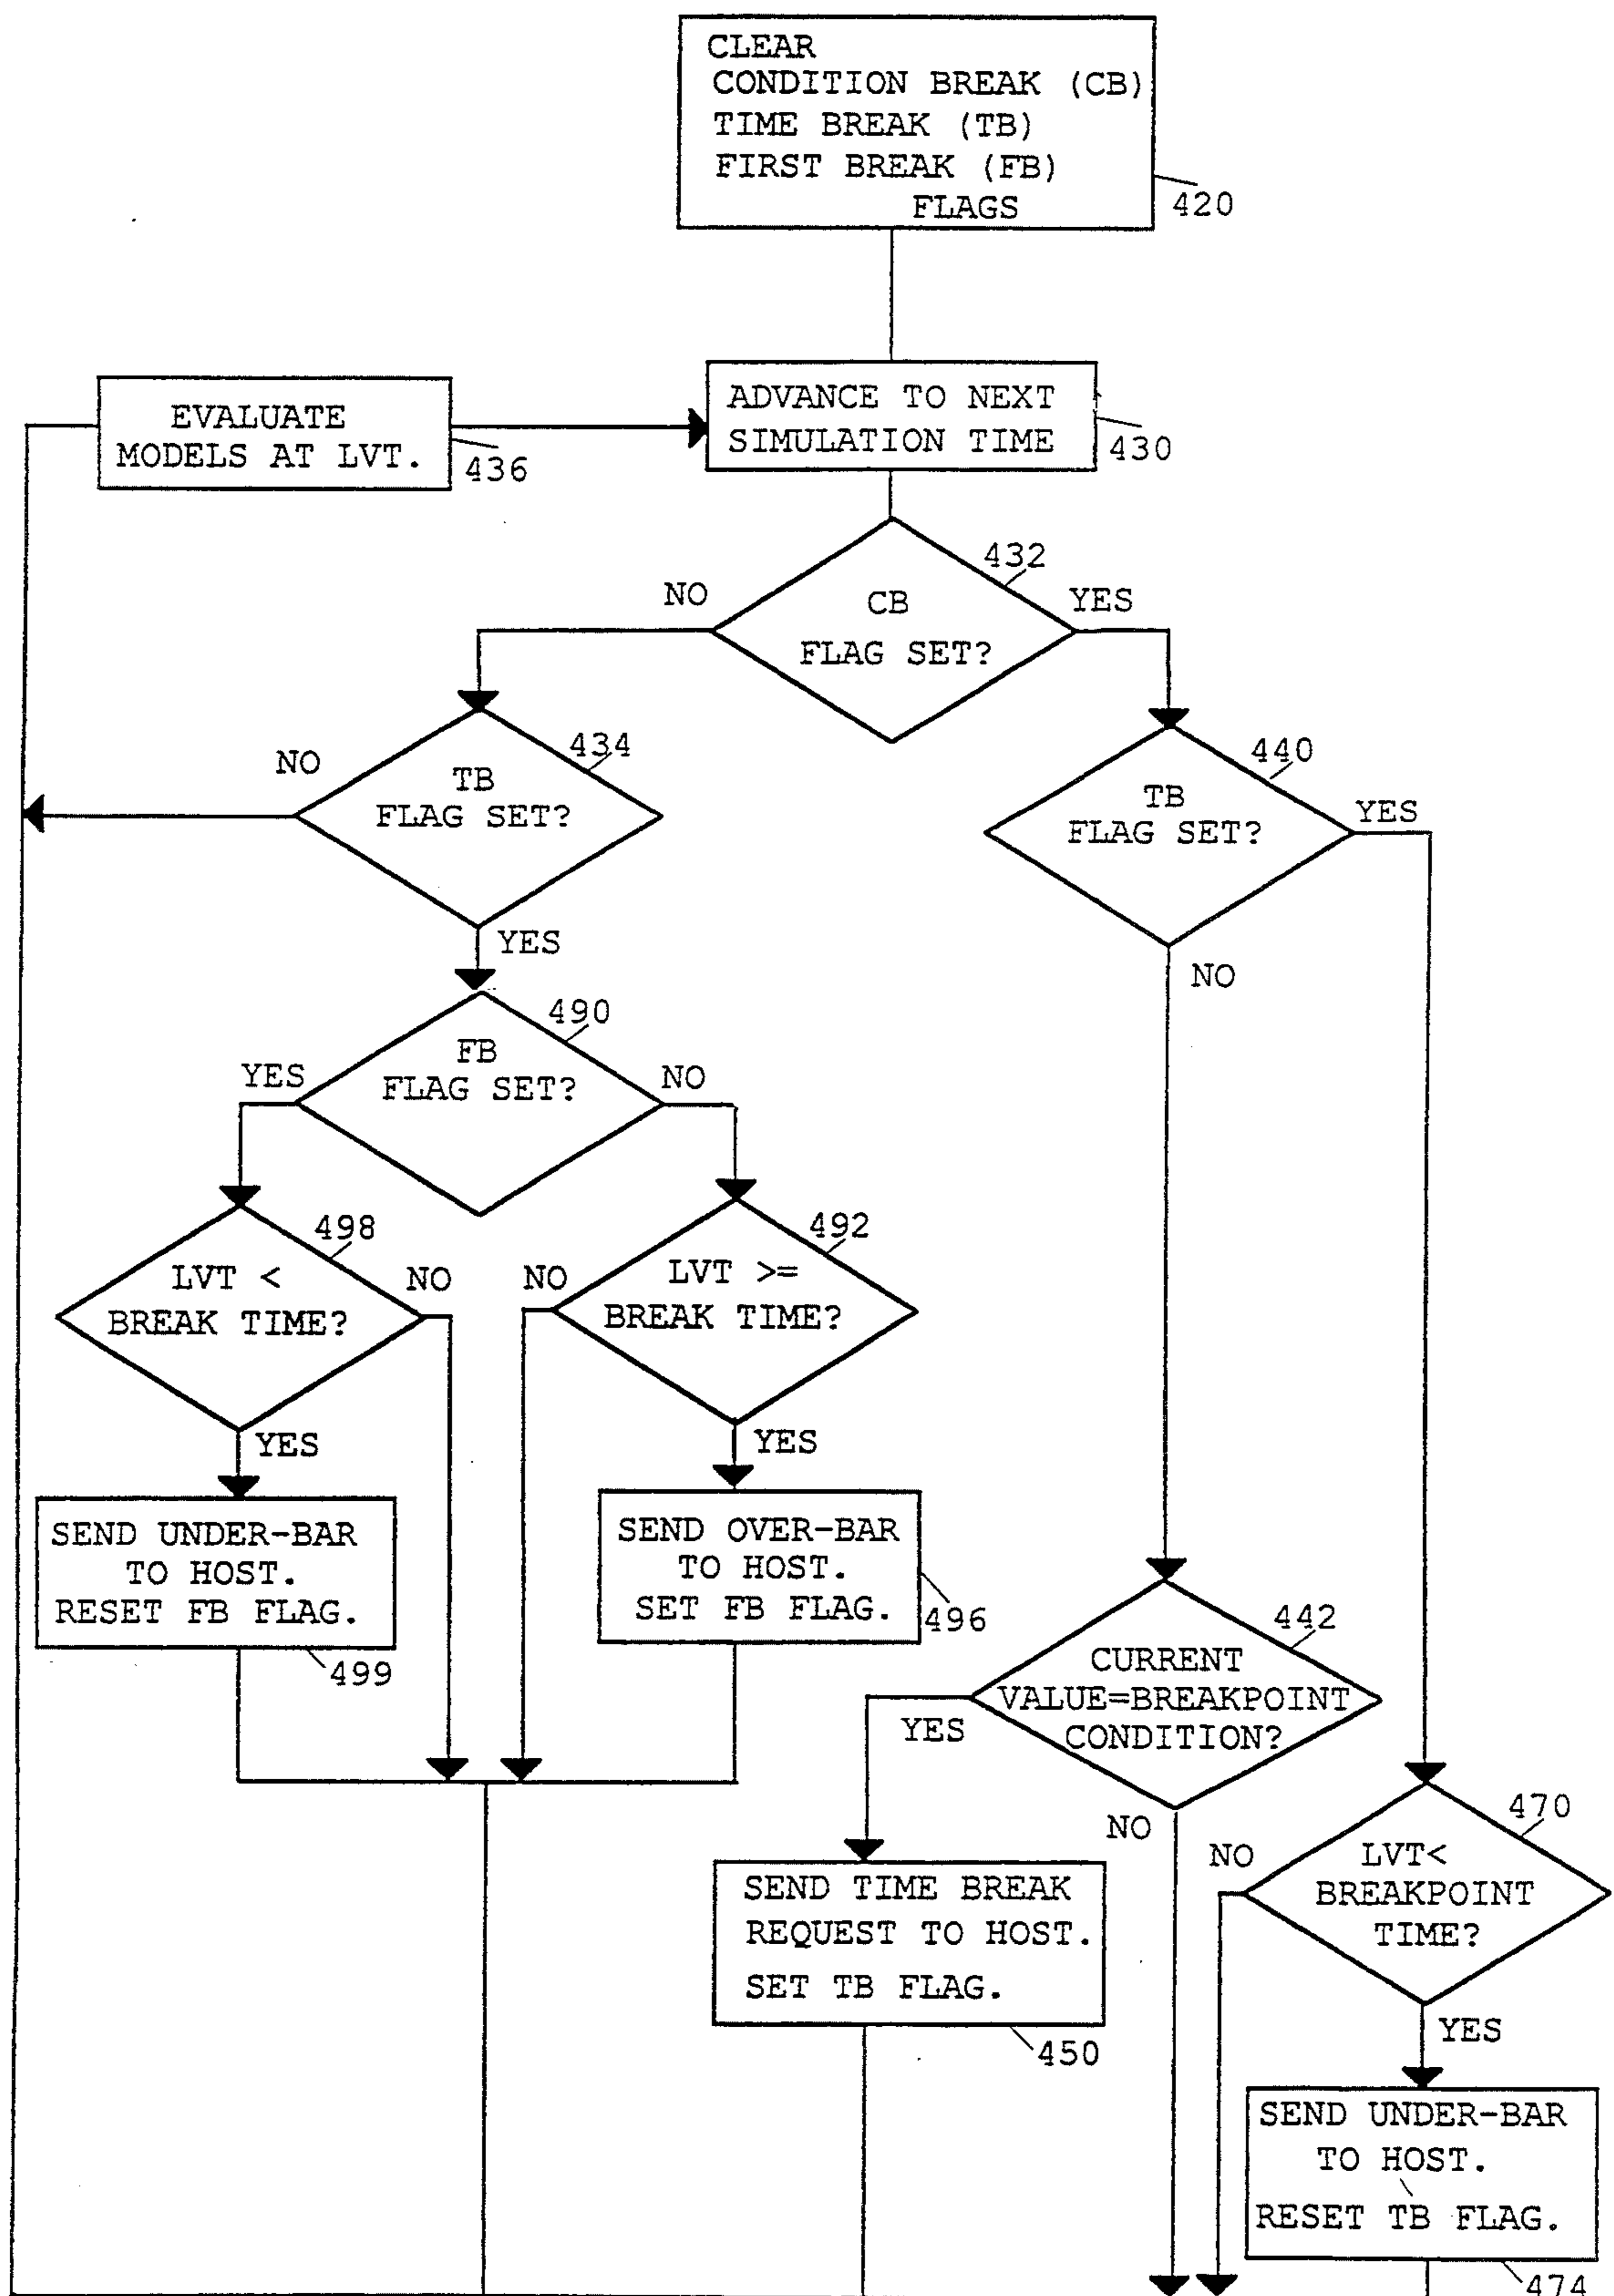 CLEAR
CONDITION BREAK (CB)
TIME BREAK (TB)
FIRST BREAK (FB)
FLAGS
420
EVALUATE
MODELS AT LVT.
436
ADVANCE TO NEXT
SIMULATION TIME
430
432
NO
CB
FLAG SET?
YES
434
NO
TB
FLAG SET?
YES
440
TB
FLAG SET?
YES
NO
490
YES
FB
FLAG SET?
NO
498
LVT <
BREAK TIME?
NO
YES
492
NO
LVT >=
BREAK TIME?
YES
SEND UNDER-BAR
TO HOST.
RESET FB FLAG.
499
SEND OVER-BAR
TO HOST.
SET FB FLAG.
496
442
CURRENT
VALUE=BREAKPOINT
CONDITION?
YES
NO
470
NO
LVT<
BREAKPOINT
TIME?
YES
SEND TIME BREAK
REQUEST TO HOST.
SET TB FLAG.
450
SEND UNDER-BAR
TO HOST.
RESET TB FLAG.
474